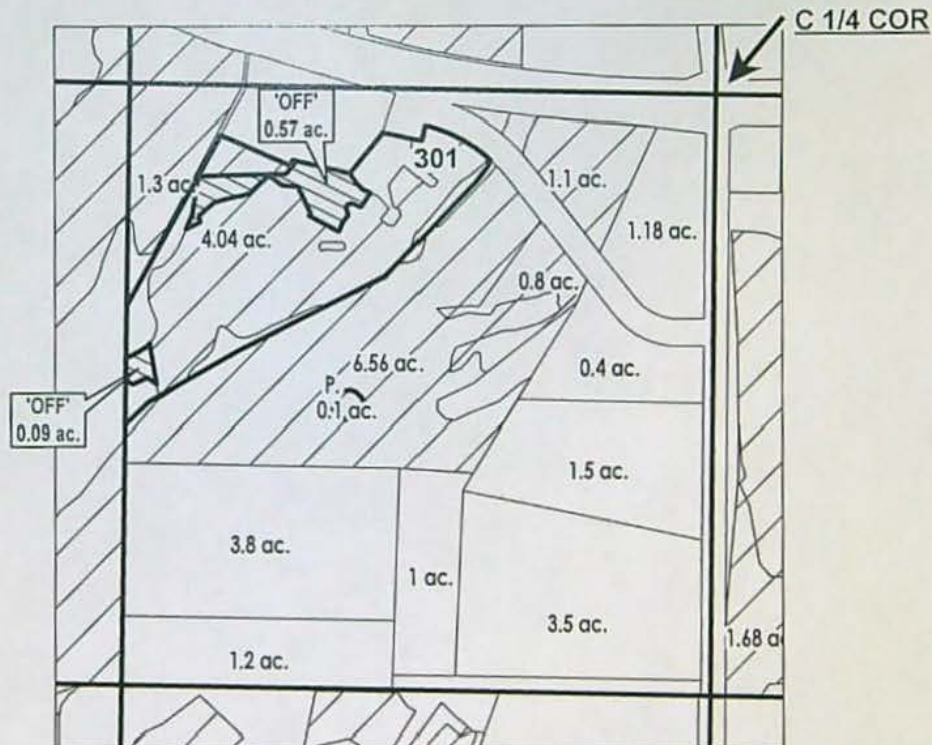 C 1/4 COR
'OFF'
0.57 ac.
301
1.3 ac.
1.1 ac.
1.18 ac.
4.04 ac.
0.8 ac.
6.56 ac.
0.4 ac.
P.
0.1 ac.
'OFF'
0.09 ac.
1.5 ac.
3.8 ac.
1 ac.
3.5 ac.
1.2 ac.
1.68 a